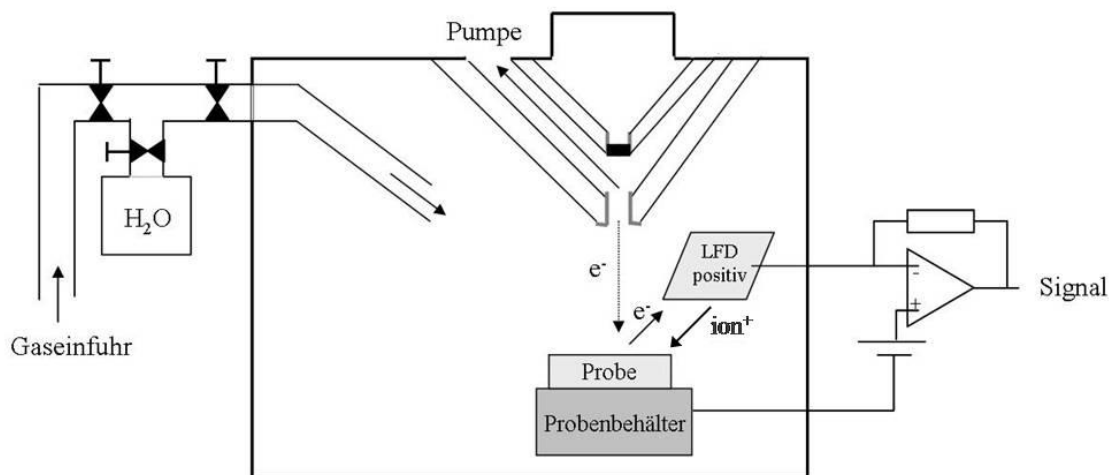 Pumpe
H₂O
Gaseinfuhr
e⁻
LFD
positiv
e⁻
ion⁺
Probe
Probenbehälter
-
+
Signal